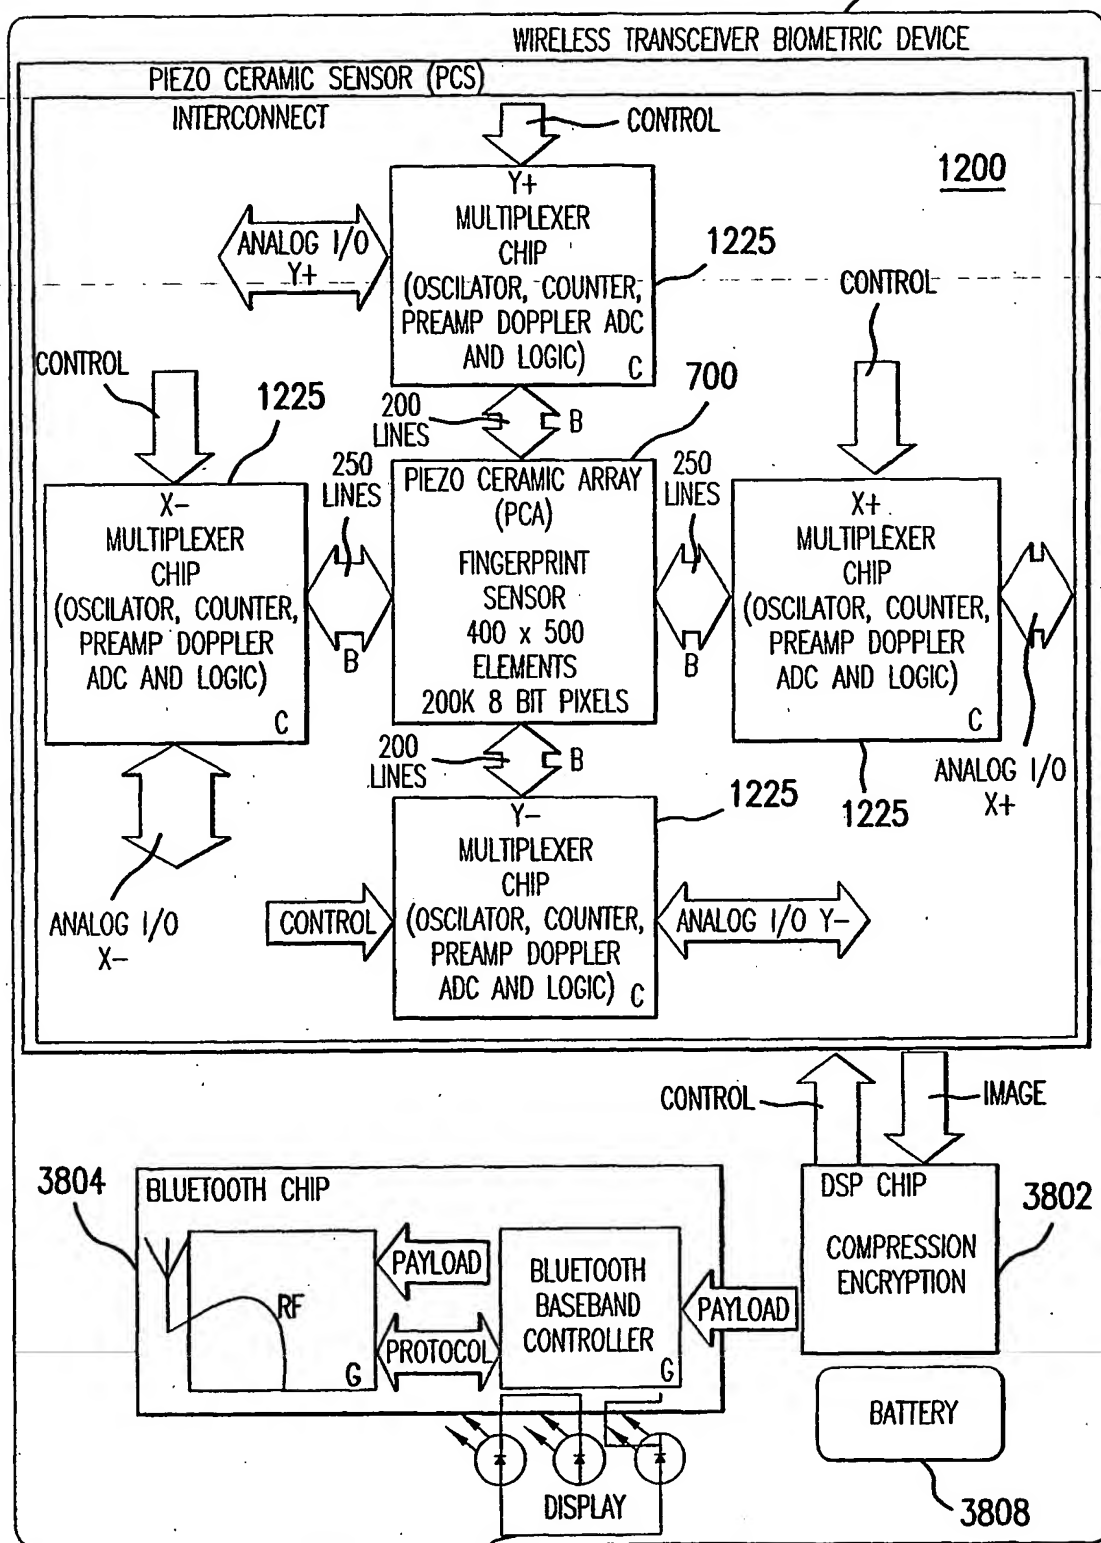 WIRELESS TRANSCEIVER BIOMETRIC DEVICE
PIEZO CERAMIC SENSOR (PCS)
INTERCONNECT
CONTROL
1200
Y+
MULTIPLEXER
CHIP
(OSCILATOR, COUNTER,
PREAMP DOPPLER ADC
AND LOGIC)
C
ANALOG I/O
Y+
1225
CONTROL
CONTROL
1225
200
LINES
B
700
X-
MULTIPLEXER
CHIP
(OSCILATOR, COUNTER,
PREAMP DOPPLER
ADC AND LOGIC)
C
250
LINES
B
PIEZO CERAMIC ARRAY
(PCA)
FINGERPRINT
SENSOR
400 x 500
ELEMENTS
200K 8 BIT PIXELS
250
LINES
B
X+
MULTIPLEXER
CHIP
(OSCILATOR, COUNTER,
PREAMP DOPPLER
ADC AND LOGIC)
C
1225
ANALOG I/O
X+
200
LINES
B
1225
ANALOG I/O
X-
CONTROL
Y-
MULTIPLEXER
CHIP
(OSCILATOR, COUNTER,
PREAMP DOPPLER
ADC AND LOGIC)
C
ANALOG I/O Y-
CONTROL
IMAGE
3804
BLUETOOTH CHIP
RF
G
PAYLOAD
PROTOCOL
BLUETOOTH
BASEBAND
CONTROLLER
G
PAYLOAD
DSP CHIP
COMPRESSION
ENCRYPTION
3802
BATTERY
3808
DISPLAY